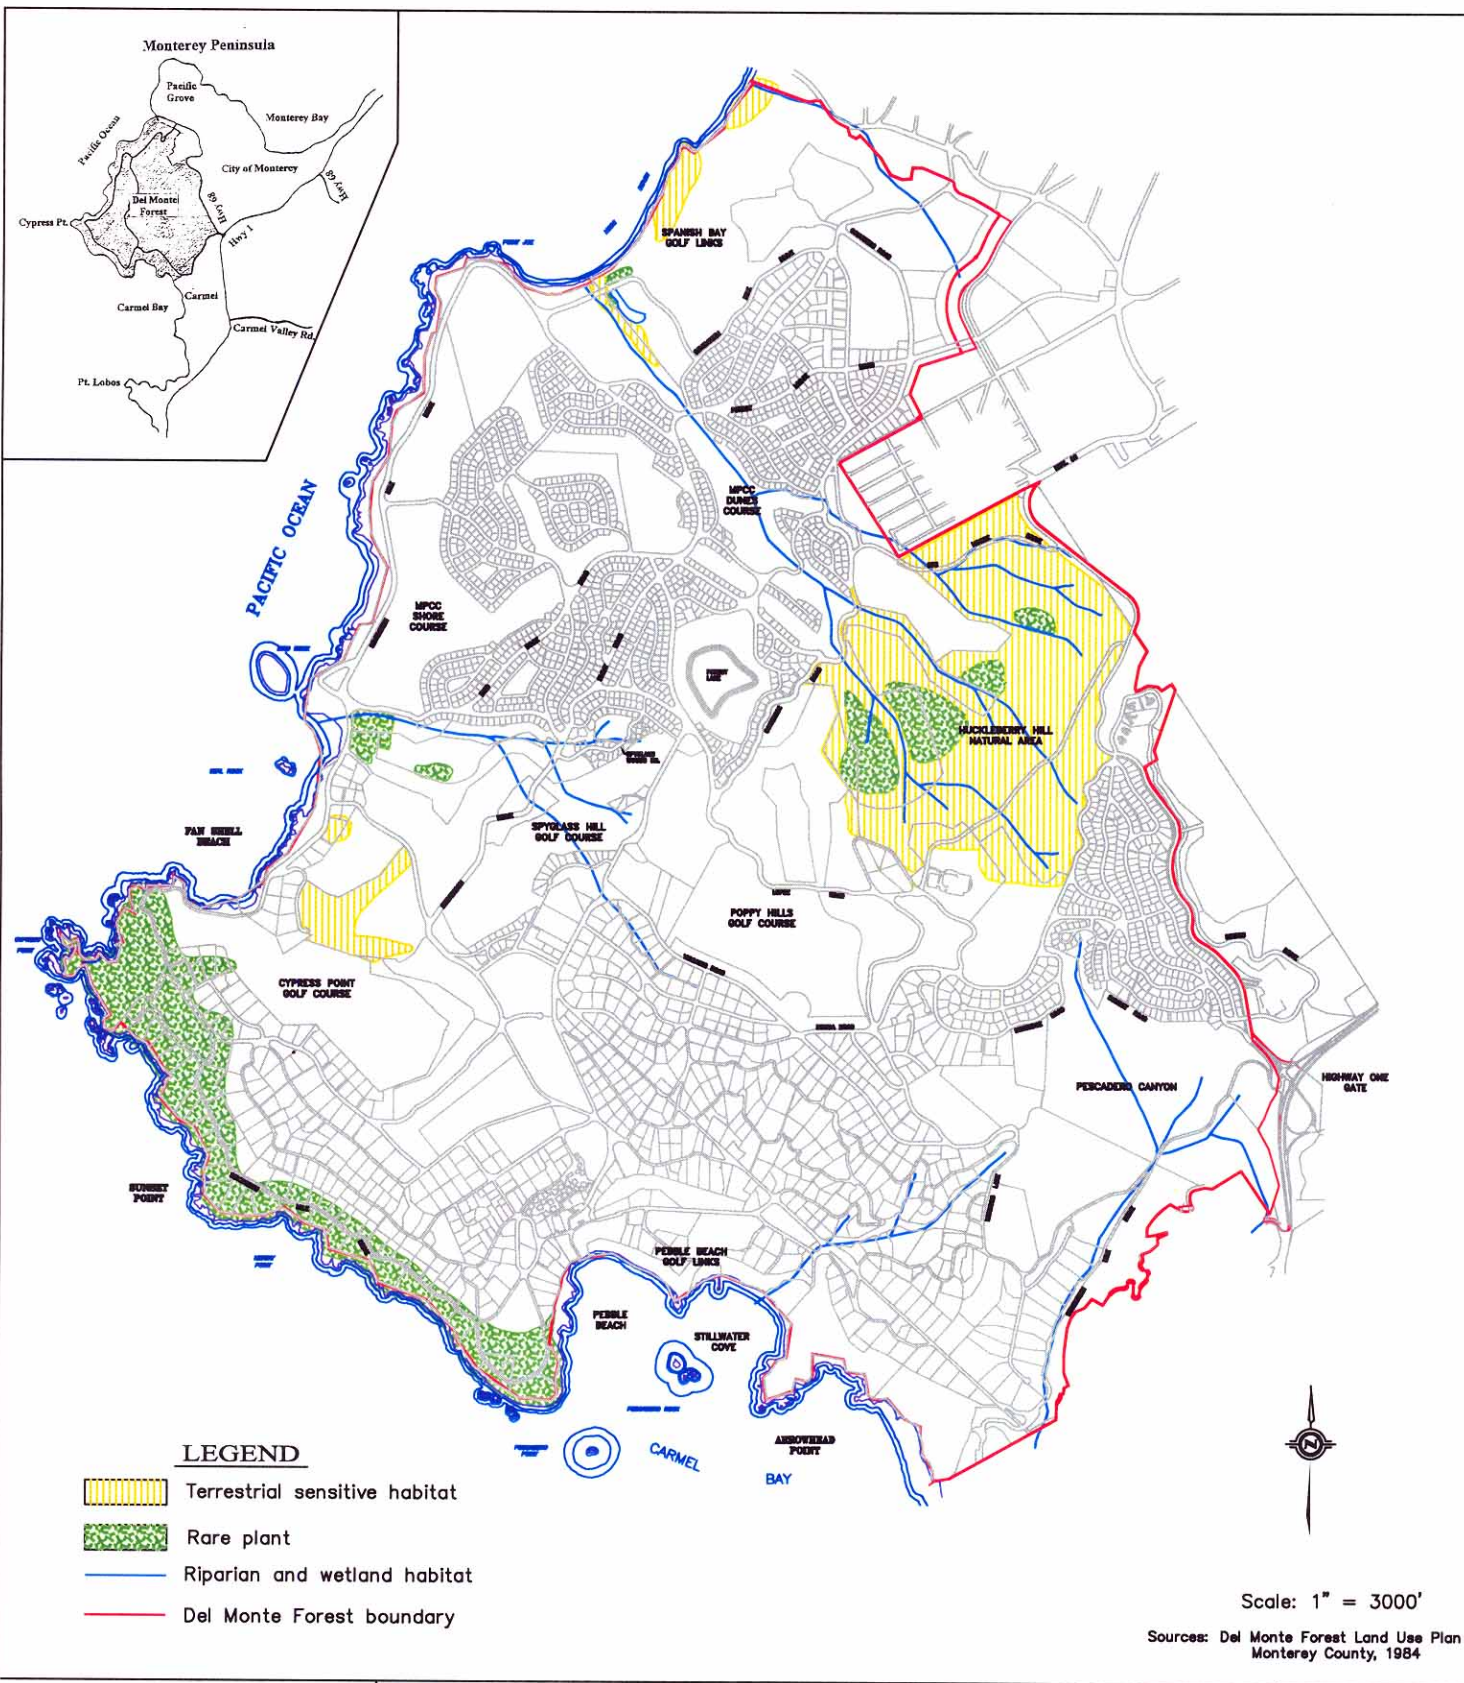 Monterey Peninsula
Pacific
Grove
Monterey Bay
Pacific Ocean
City of Monterey
Hwy 68
Del Monte
Forest
Hwy 68
Cypress Pt.
Hwy 1
Carmel Bay
Carmel
Carmel Valley Rd.
Pt. Lobos
SPANISH BAY
GOLF LINKS
PACIFIC OCEAN
MPCC
DUNES
COURSE
MPCC
SHORE
COURSE
HUCKLEBERRY HILL
NATURAL AREA
FAN SHELL
BEACH
SPYGLASS HILL
GOLF COURSE
POPPY HILLS
GOLF COURSE
CYPRESS POINT
GOLF COURSE
PESCADERO CANYON
HIGHWAY ONE
GATE
SUNSET
POINT
PEBBLE BEACH
GOLF LINKS
PEBBLE
BEACH
STILLWATER
COVE
ARROWHEAD
POINT
CARMEL
BAY
LEGEND
Terrestrial sensitive habitat
Rare plant
Riparian and wetland habitat
Del Monte Forest boundary
N
Scale: 1" = 3000'
Sources: Del Monte Forest Land Use Plan
Monterey County, 1984